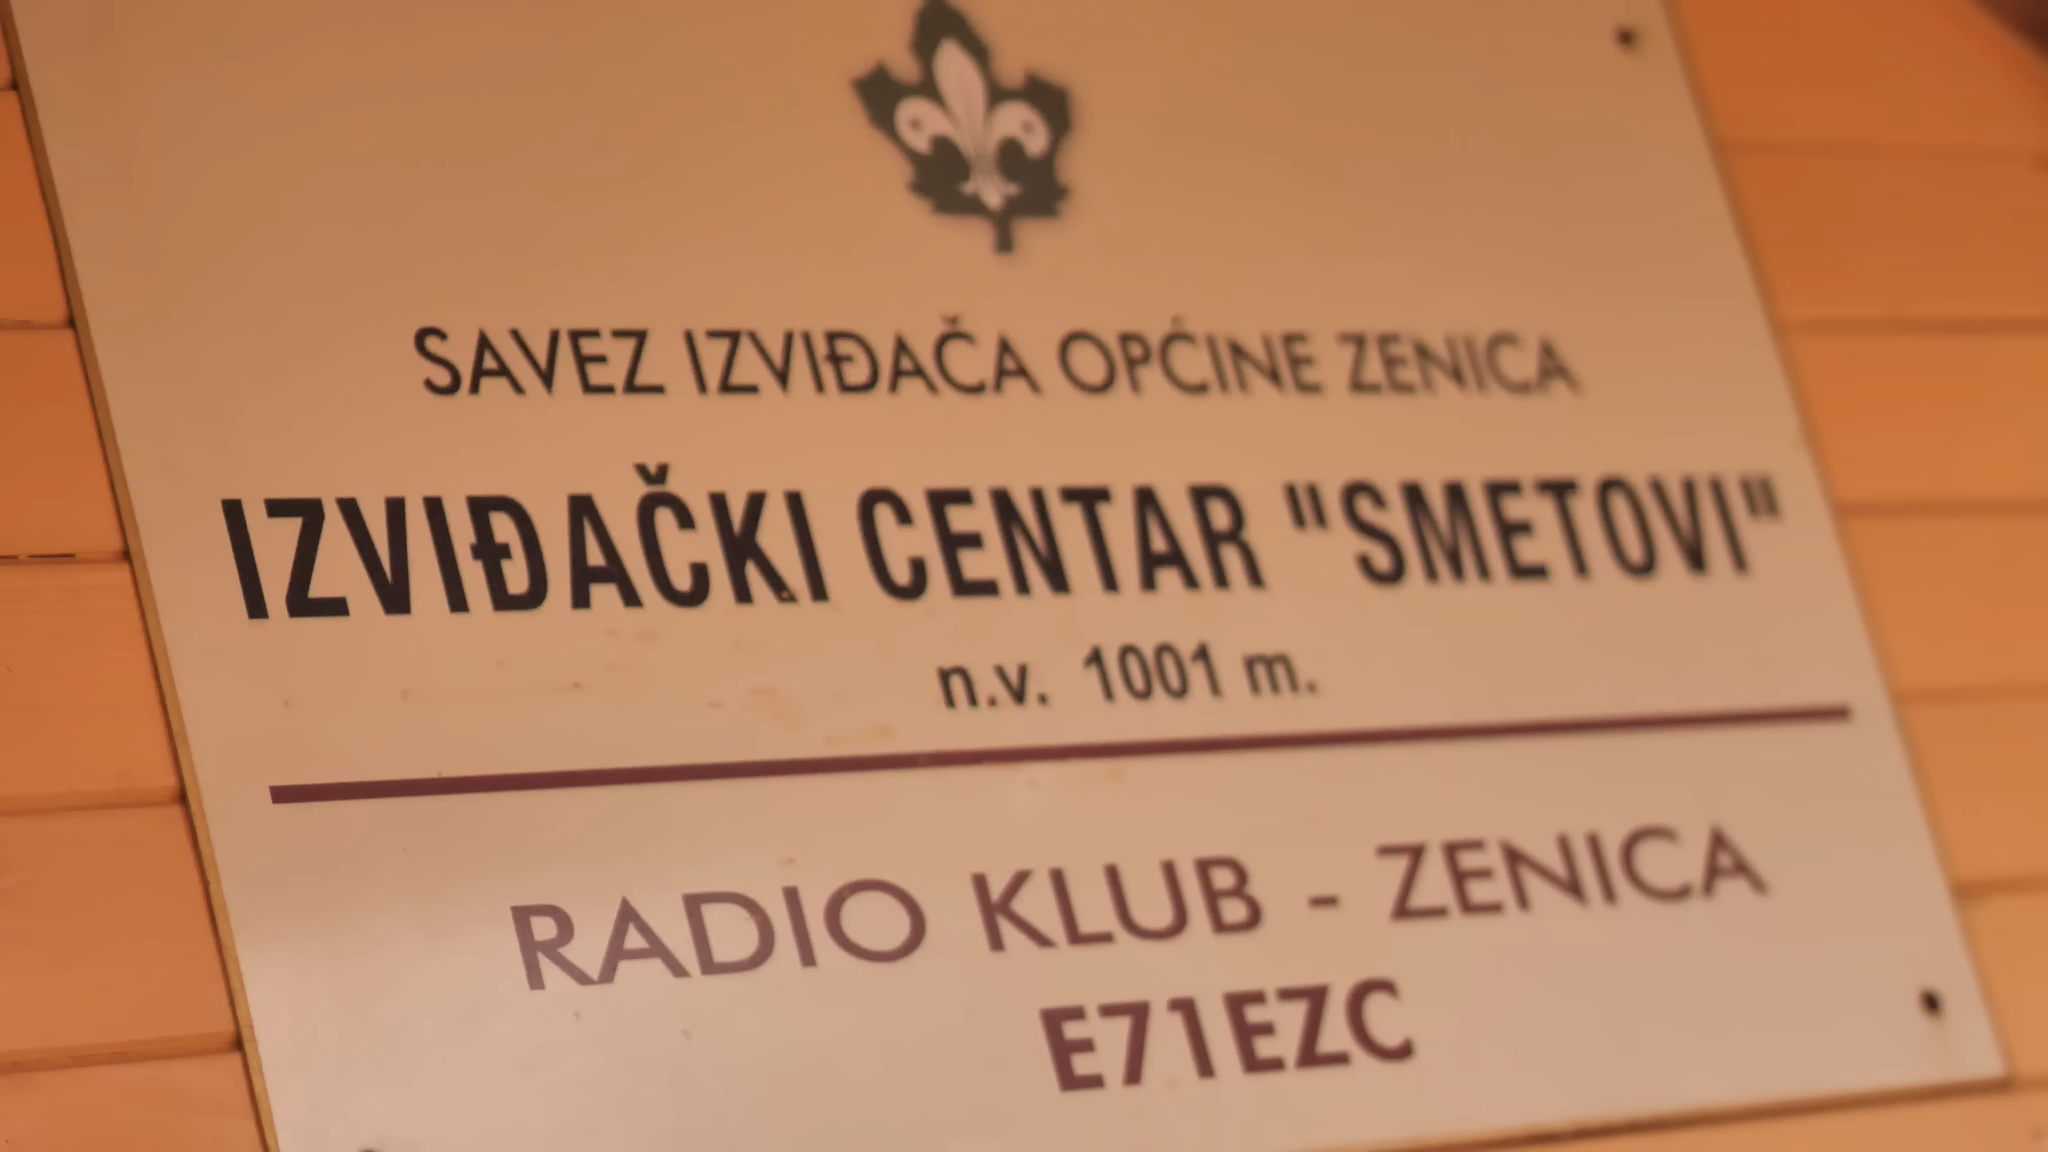 SAVEZ IZVIĐAČA OPĆINE ZENICA
IZVIĐAČKI CENTAR "SMETOVI"
n.v. 1001 m.
RADIO KLUB - ZENICA
E71EZC